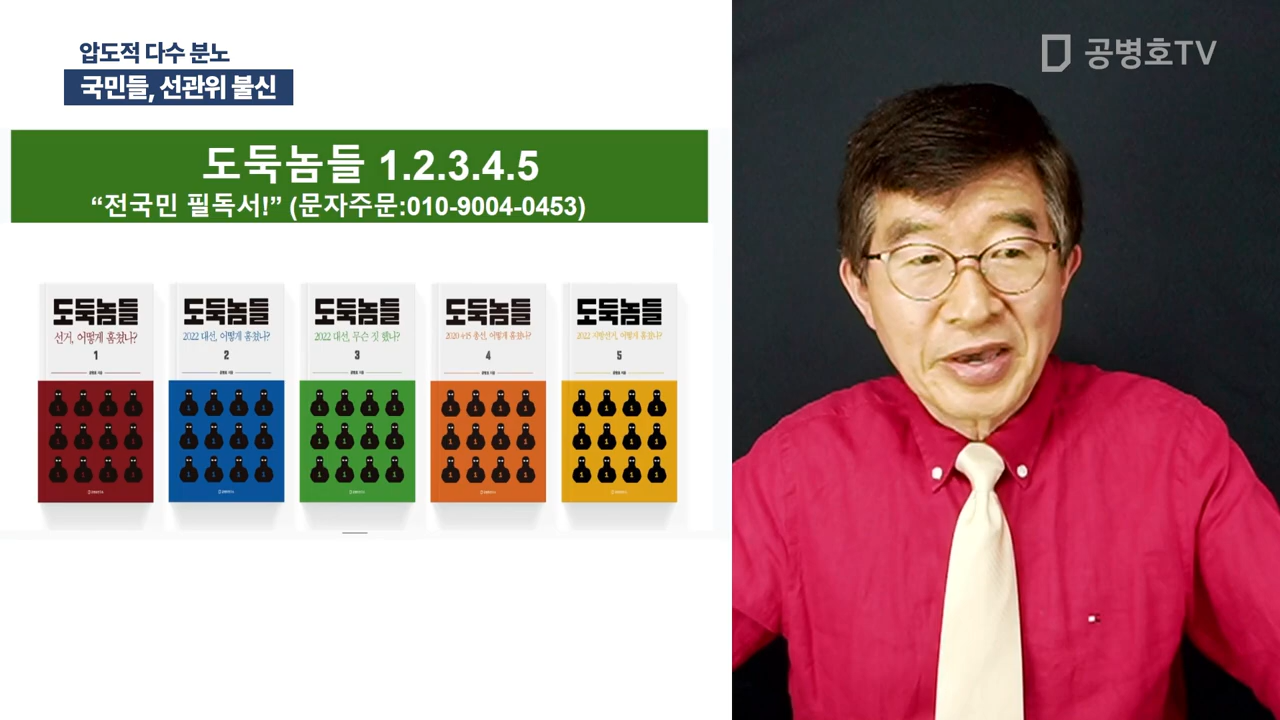 압도적 다수 분노
국민들, 선관위 불신
공병호TV
도둑놈들 1.2.3.4.5
“전국민 필독서!” (문자주문:010-9004-0453)
도둑놈들
선거, 어떻게 훔쳤나?
1
도둑놈들
2022 대선, 어떻게 훔쳤나?
2
도둑놈들
2022 대선, 무슨 짓 했나?
3
도둑놈들
2020 4·15 총선, 어떻게 훔쳤나?
4
도둑놈들
2022 지방선거, 어떻게 훔쳤나?
5